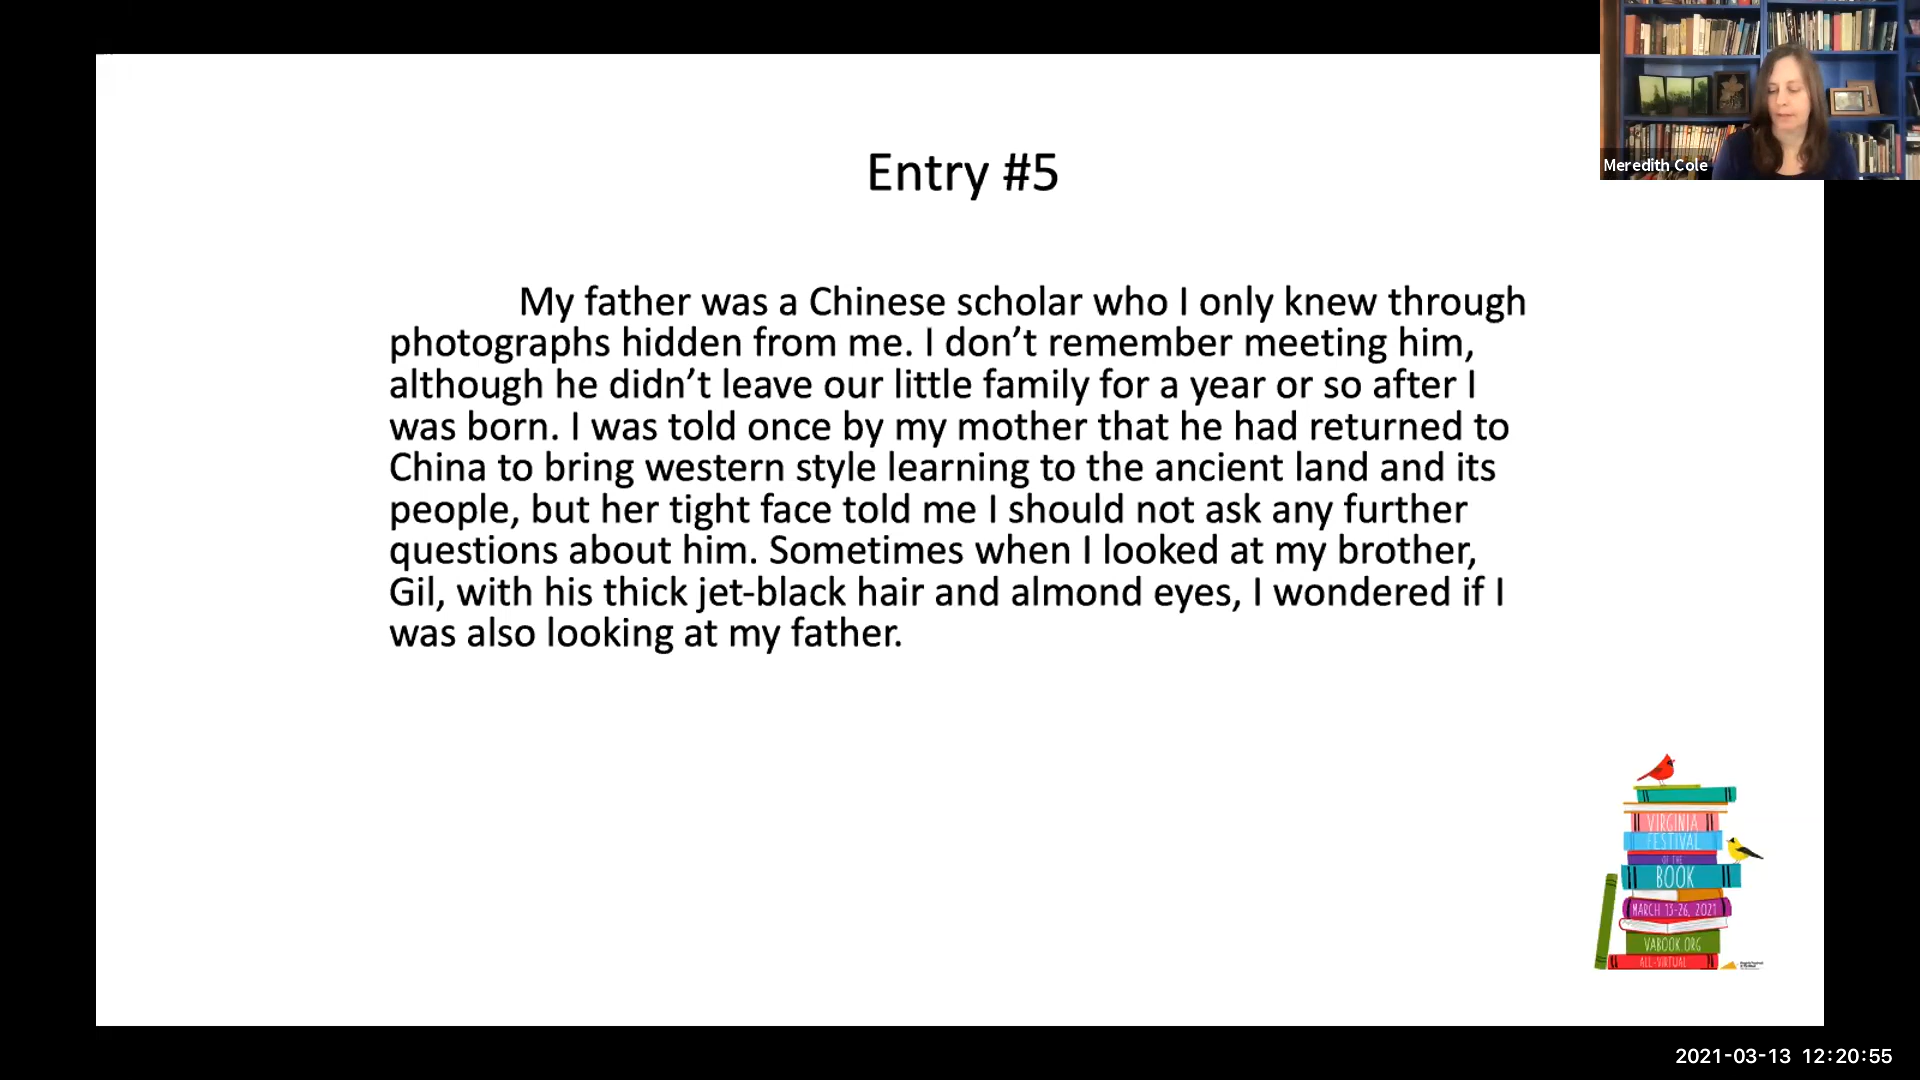 Meredith Cole
Entry #5
My father was a Chinese scholar who I only knew through
photographs hidden from me. I don’t remember meeting him,
although he didn’t leave our little family for a year or so after I
was born. I was told once by my mother that he had returned to
China to bring western style learning to the ancient land and its
people, but her tight face told me I should not ask any further
questions about him. Sometimes when I looked at my brother,
Gil, with his thick jet-black hair and almond eyes, I wondered if I
was also looking at my father.
VIRGINIA
FESTIVAL
OF THE
BOOK
MARCH 13-26, 2021
VABOOK.ORG
ALL-VIRTUAL
2021-03-13 12:20:55